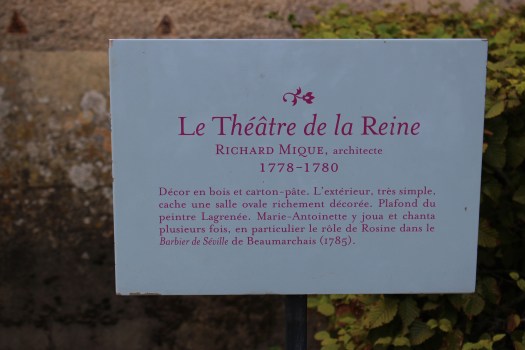 Le Théâtre de la Reine
RICHARD MIQUE, architecte
1778-1780
Décor en bois et carton-pâte. L'extérieur, très simple,
cache une salle ovale richement décorée. Plafond du
peintre Lagrenée. Marie-Antoinette y joua et chanta
plusieurs fois, en particulier le rôle de Rosine dans le
Barbier de Séville de Beaumarchais (1785).